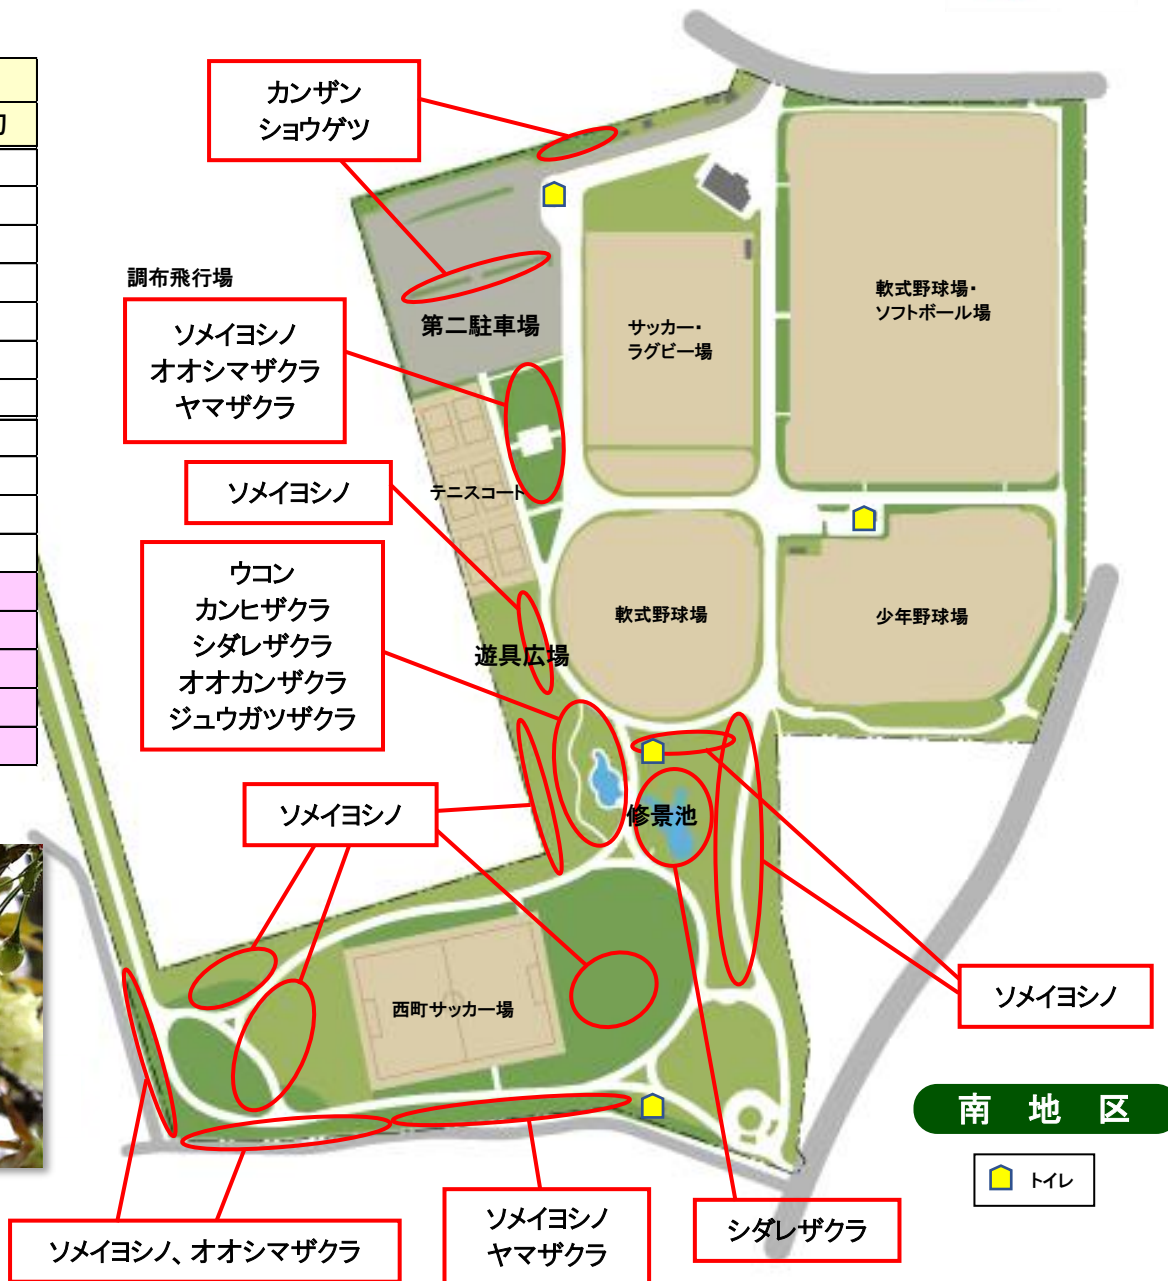 カンザン
ショウゲツ
調布飛行場
ソメイヨシノ
オオシマザクラ
ヤマザクラ
第二駐車場
サッカー・
ラグビー場
軟式野球場・
ソフトボール場
ソメイヨシノ
テニスコート
ウコン
カンヒザクラ
シダレザクラ
オオカンザクラ
ジュウガツザクラ
遊具広場
軟式野球場
少年野球場
ソメイヨシノ
修景池
西町サッカー場
ソメイヨシノ
南地区
トイレ
ソメイヨシノ、オオシマザクラ
ソメイヨシノ
ヤマザクラ
シダレザクラ